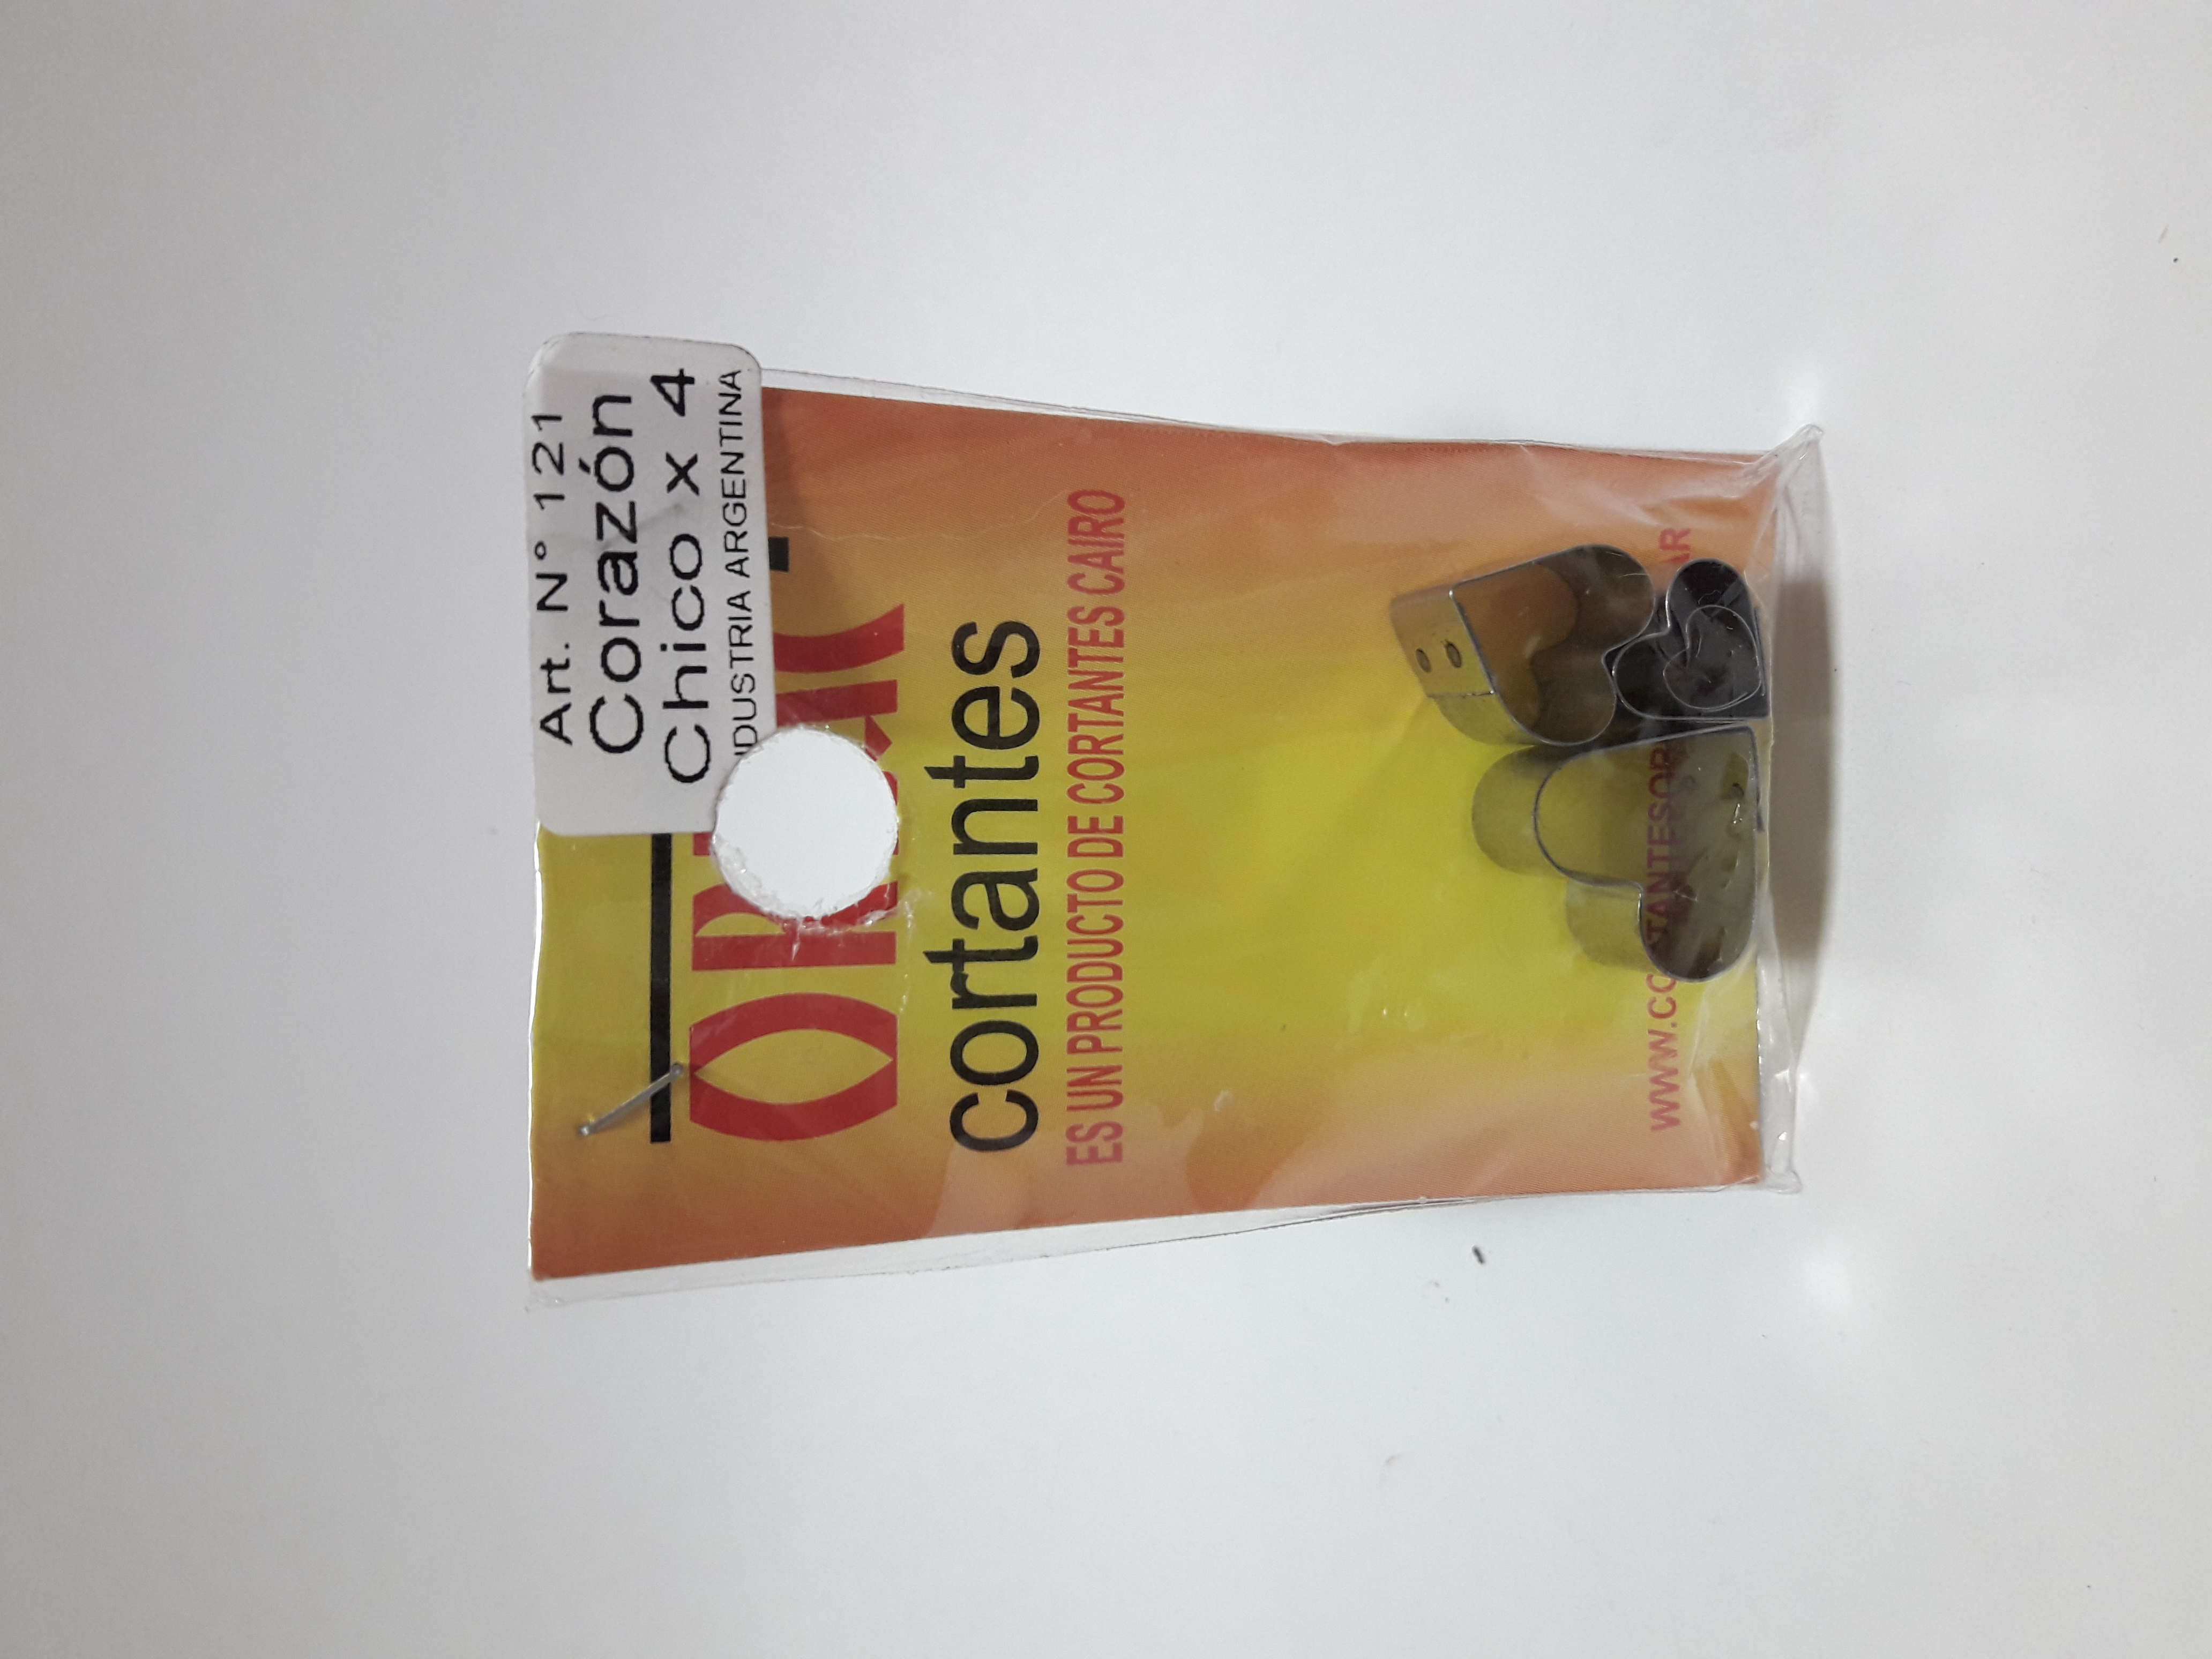 Art. N° 121
Corazón
Chico x 4
INDUSTRIA ARGENTINA
cortantes
ES UN PRODUCTO DE CORTANTES CAIRO